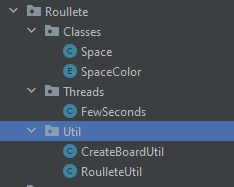 Roullete
Classes
C Space
E SpaceColor
Threads
C FewSeconds
Util
C CreateBoardUtil
C RoulleteUtil